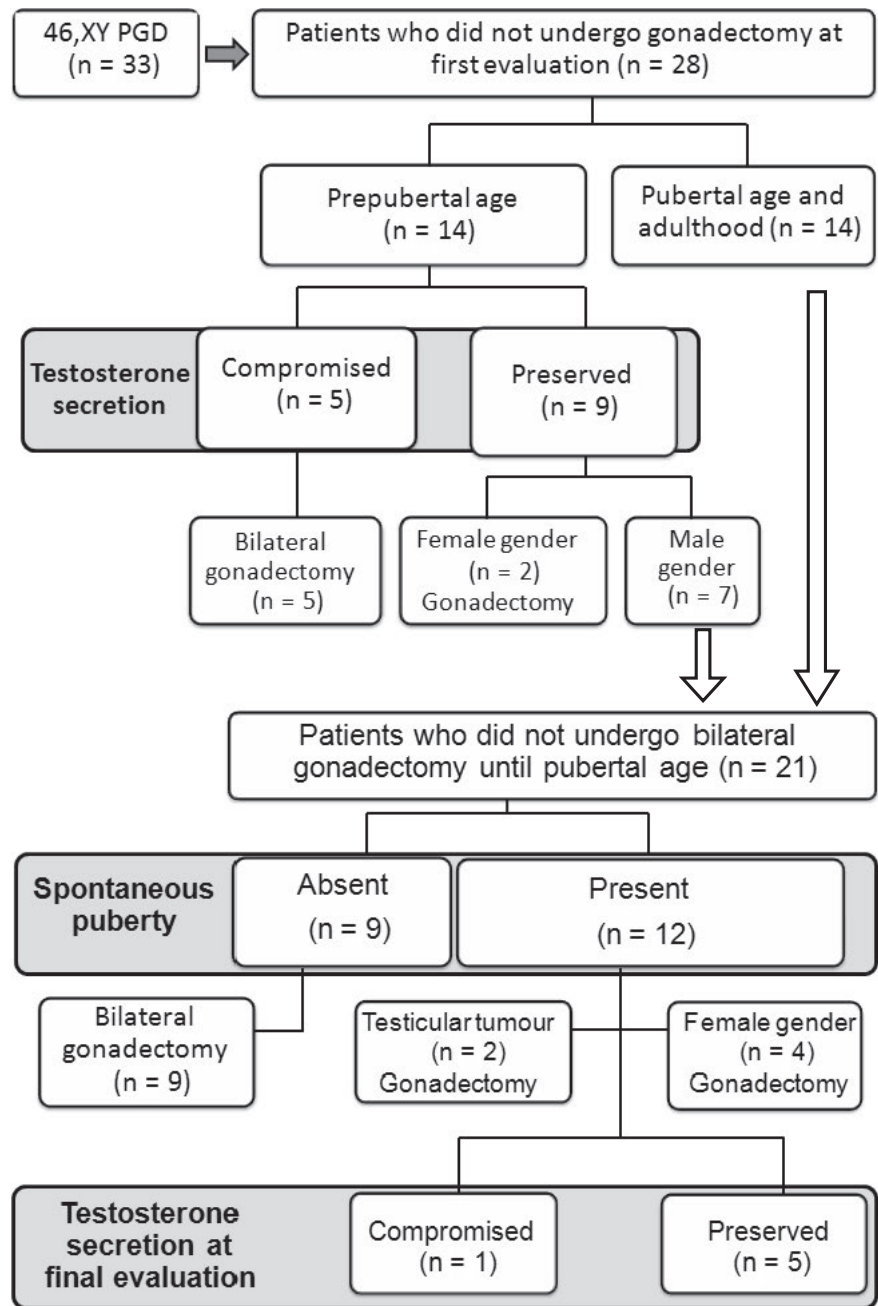 46,XY PGD
(n = 33)
Patients who did not undergo gonadectomy at
first evaluation (n = 28)
Prepubertal age
(n = 14)
Pubertal age and
adulthood (n = 14)
Testosterone
secretion
Compromised
(n = 5)
Preserved
(n = 9)
Bilateral
gonadectomy
(n = 5)
Female gender
(n = 2)
Gonadectomy
Male
gender
(n = 7)
Patients who did not undergo bilateral
gonadectomy until pubertal age (n = 21)
Spontaneous
puberty
Absent
(n = 9)
Present
(n = 12)
Bilateral
gonadectomy
(n = 9)
Testicular tumour
(n = 2)
Gonadectomy
Female gender
(n = 4)
Gonadectomy
Testosterone
secretion at
final evaluation
Compromised
(n = 1)
Preserved
(n = 5)